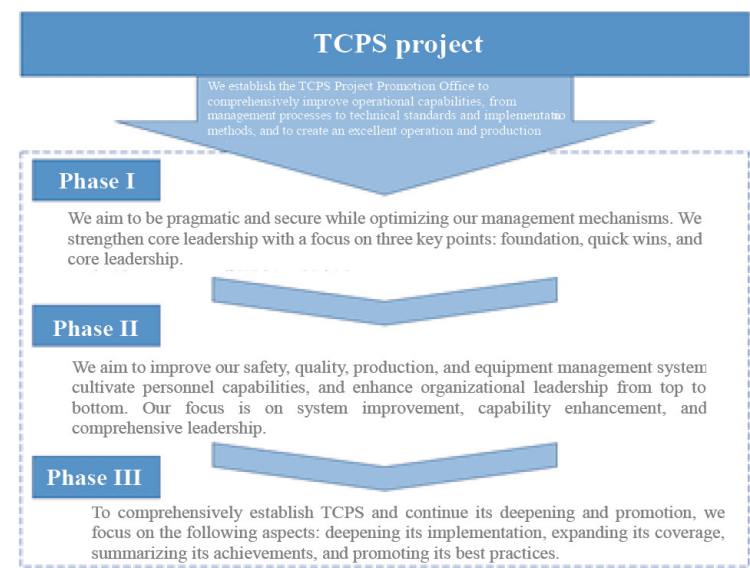 TCPS project
We establish the TCPS Project Promotion Office to
comprehensively improve operational capabilities, from
management processes to technical standards and implementatio
methods, and to create an excellent operation and production
Phase I
We aim to be pragmatic and secure while optimizing our management mechanisms. We
strengthen core leadership with a focus on three key points: foundation, quick wins, and
core leadership.
Phase II
We aim to improve our safety, quality, production, and equipment management system
cultivate personnel capabilities, and enhance organizational leadership from top to
bottom. Our focus is on system improvement, capability enhancement, and
comprehensive leadership.
Phase III
To comprehensively establish TCPS and continue its deepening and promotion, we
focus on the following aspects: deepening its implementation, expanding its coverage,
summarizing its achievements, and promoting its best practices.